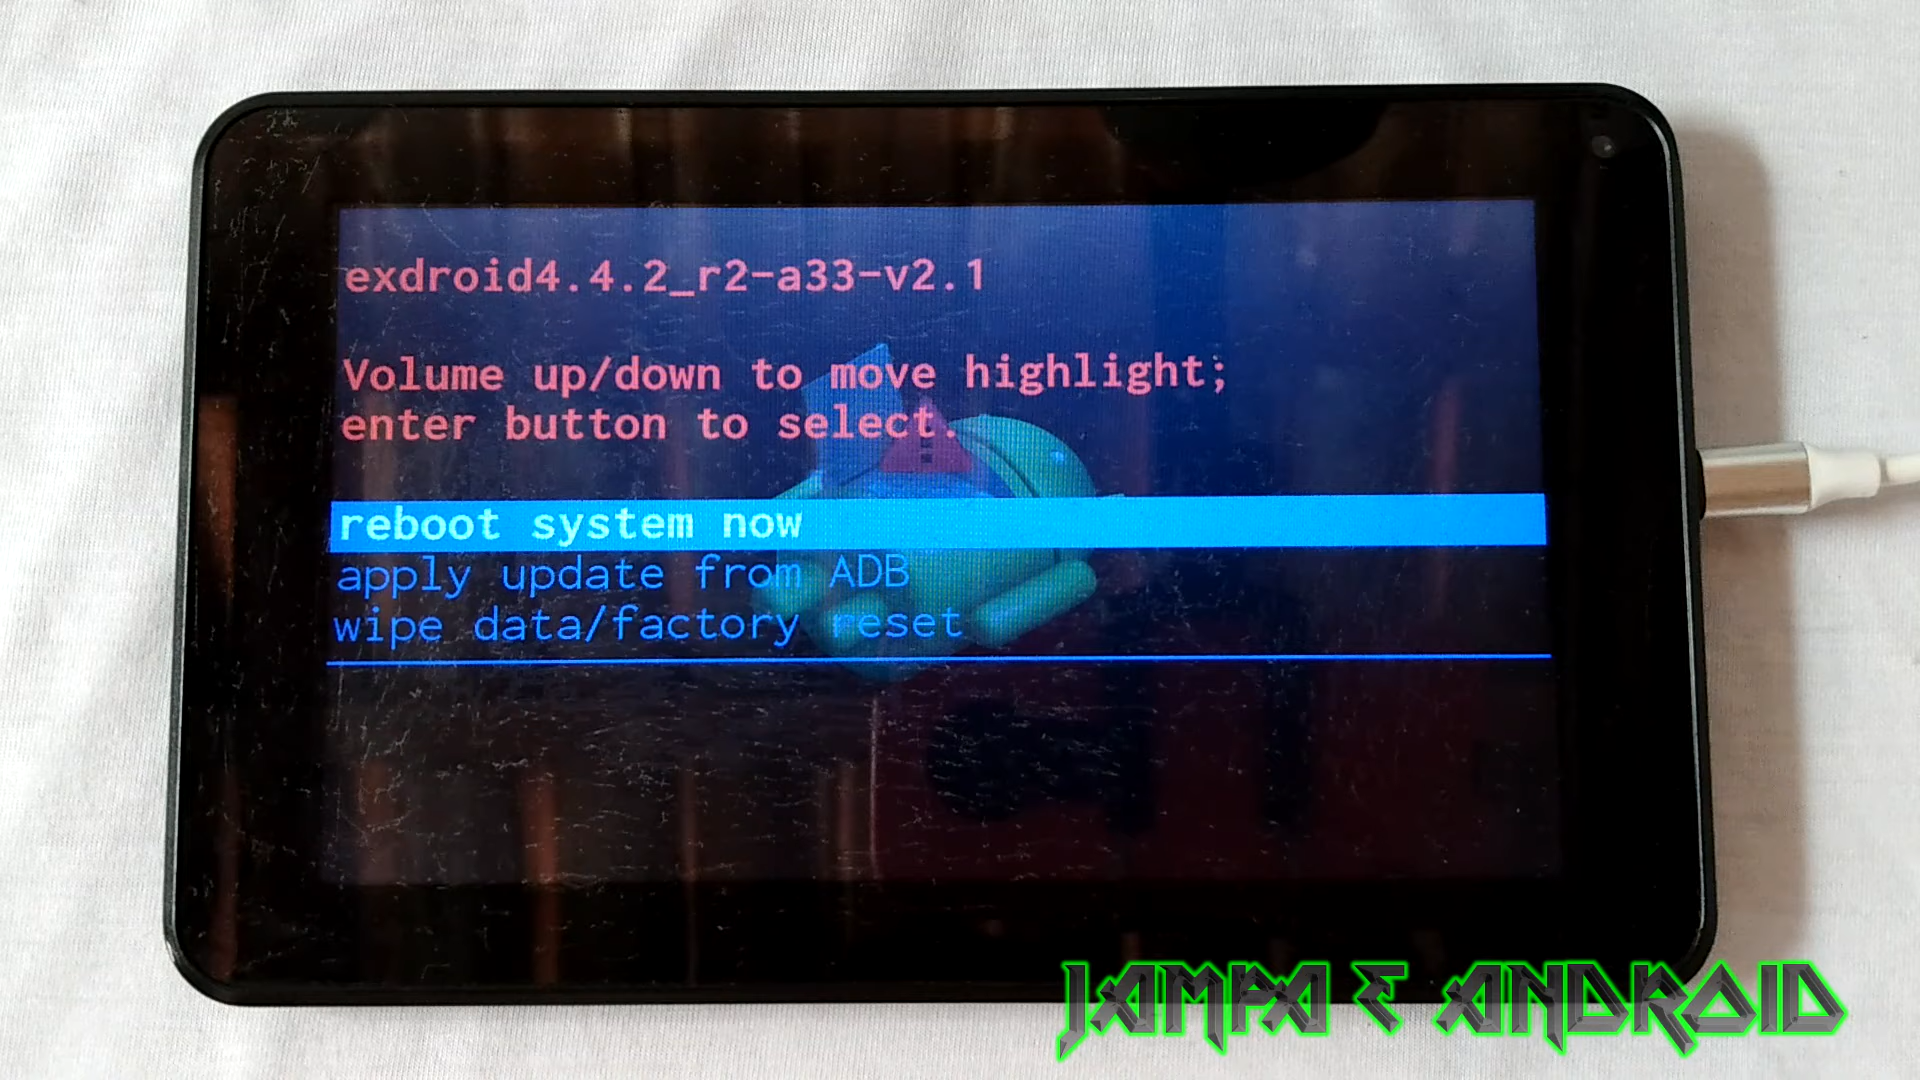 exdroid4.4.2_r2-a33-v2.1
Volume up/down to move highlight;
enter button to select.
reboot system now
apply update from ADB
wipe data/factory reset
JAMPA E ANDROID